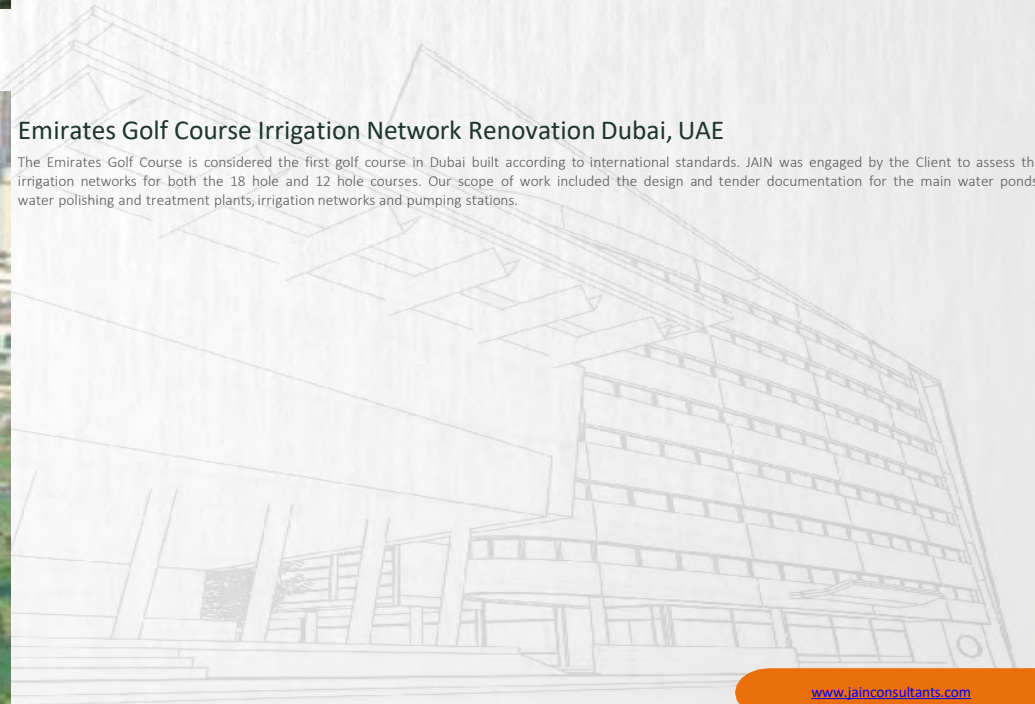 Emirates Golf Course Irrigation Network Renovation Dubai, UAE
The Emirates Golf Course is considered the first golf course in Dubai built according to international standards. JAIN was engaged by the Client to assess th
irrigation networks for both the 18 hole and 12 hole courses. Our scope of work included the design and tender documentation for the main water ponds
water polishing and treatment plants, irrigation networks and pumping stations.
www.jainconsultants.com